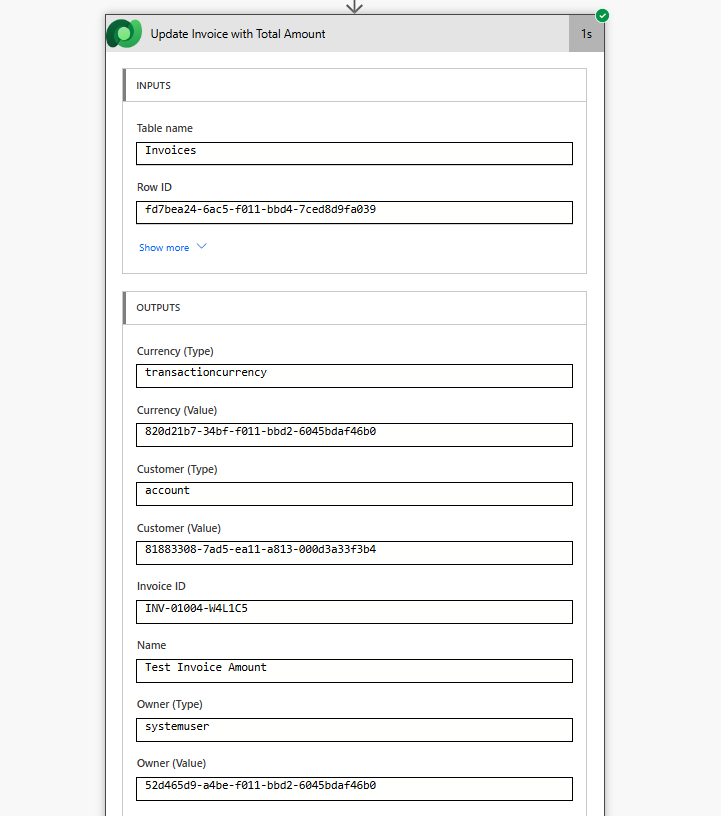 Update Invoice with Total Amount
1s
INPUTS
Table name
Invoices
Row ID
fd7bea24-6ac5-f011-bbd4-7ced8d9fa039
Show more
OUTPUTS
Currency (Type)
transactioncurrency
Currency (Value)
820d21b7-34bf-f011-bbd2-6045bdaf46b0
Customer (Type)
account
Customer (Value)
81883308-7ad5-ea11-a813-000d3a33f3b4
Invoice ID
INV-01004-W4L1C5
Name
Test Invoice Amount
Owner (Type)
systemuser
Owner (Value)
52d465d9-a4be-f011-bbd2-6045bdaf46b0